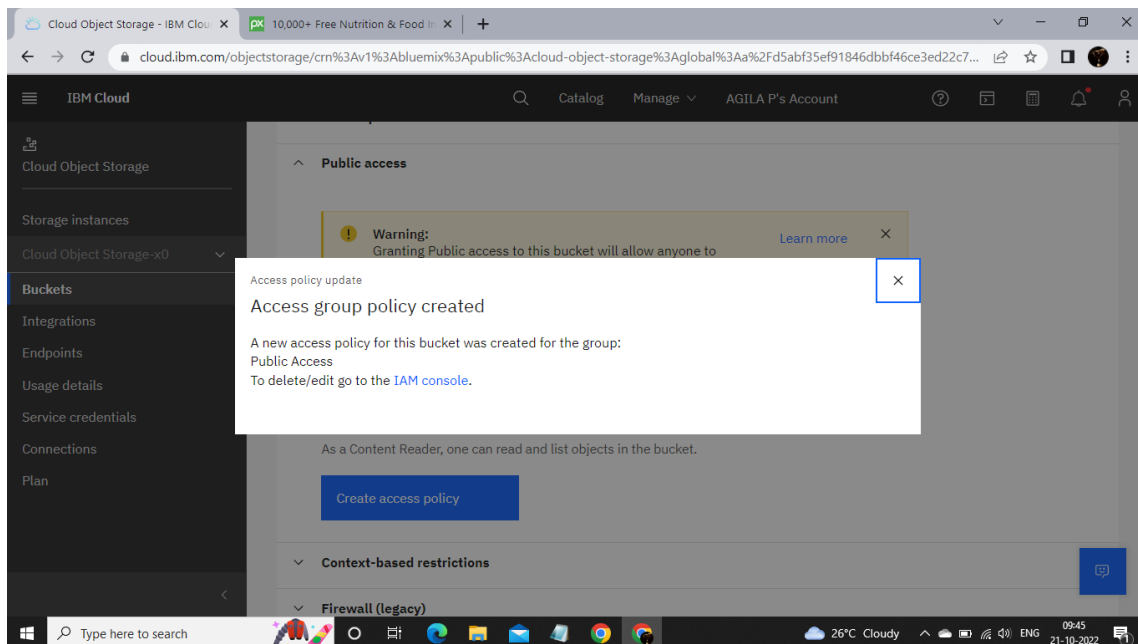 Cloud Object Storage - IBM Clou
10,000+ Free Nutrition & Food In
cloud.ibm.com/objectstorage/crn%3Av1%3Abluemix%3Apublic%3Acloud-object-storage%3Aglobal%3Aa%2Fd5abf35ef91846dbbf46ce3ed22c7...
IBM Cloud
Catalog
Manage
AGILA P's Account
Cloud Object Storage
Storage instances
Cloud Object Storage-x0
Buckets
Integrations
Endpoints
Usage details
Service credentials
Connections
Plan
Public access
Warning:
Granting Public access to this bucket will allow anyone to
Learn more
Access policy update
Access group policy created
A new access policy for this bucket was created for the group:
Public Access
To delete/edit go to the IAM console.
As a Content Reader, one can read and list objects in the bucket.
Create access policy
Context-based restrictions
Firewall (legacy)
Type here to search
26°C Cloudy
ENG
09:45
21-10-2022